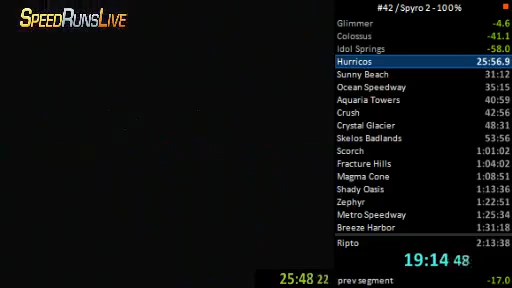 SPEEDRUNSLIVE
#42 / Spyro 2 - 100%
Glimmer -4.6
Colossus -41.1
Idol Springs -58.0
Hurricos 25:56.9
Sunny Beach 31:12
Ocean Speedway 35:15
Aquaria Towers 40:59
Crush 42:56
Crystal Glacier 48:31
Skelos Badlands 53:56
Scorch 1:01:02
Fracture Hills 1:04:02
Magma Cone 1:08:51
Shady Oasis 1:13:36
Zephyr 1:22:51
Metro Speedway 1:25:34
Breeze Harbor 1:31:18
Ripto 2:13:38
19:14 48
25:48 22
prev segment -17.0